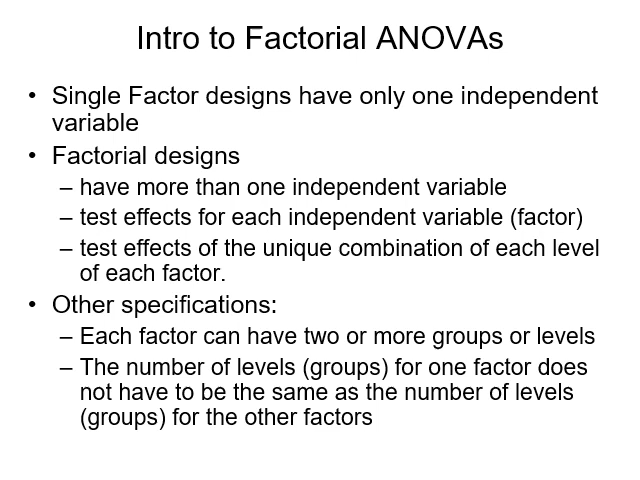 Intro to Factorial ANOVAs
• Single Factor designs have only one independent
variable
• Factorial designs
– have more than one independent variable
– test effects for each independent variable (factor)
– test effects of the unique combination of each level
of each factor.
• Other specifications:
– Each factor can have two or more groups or levels
– The number of levels (groups) for one factor does
not have to be the same as the number of levels
(groups) for the other factors